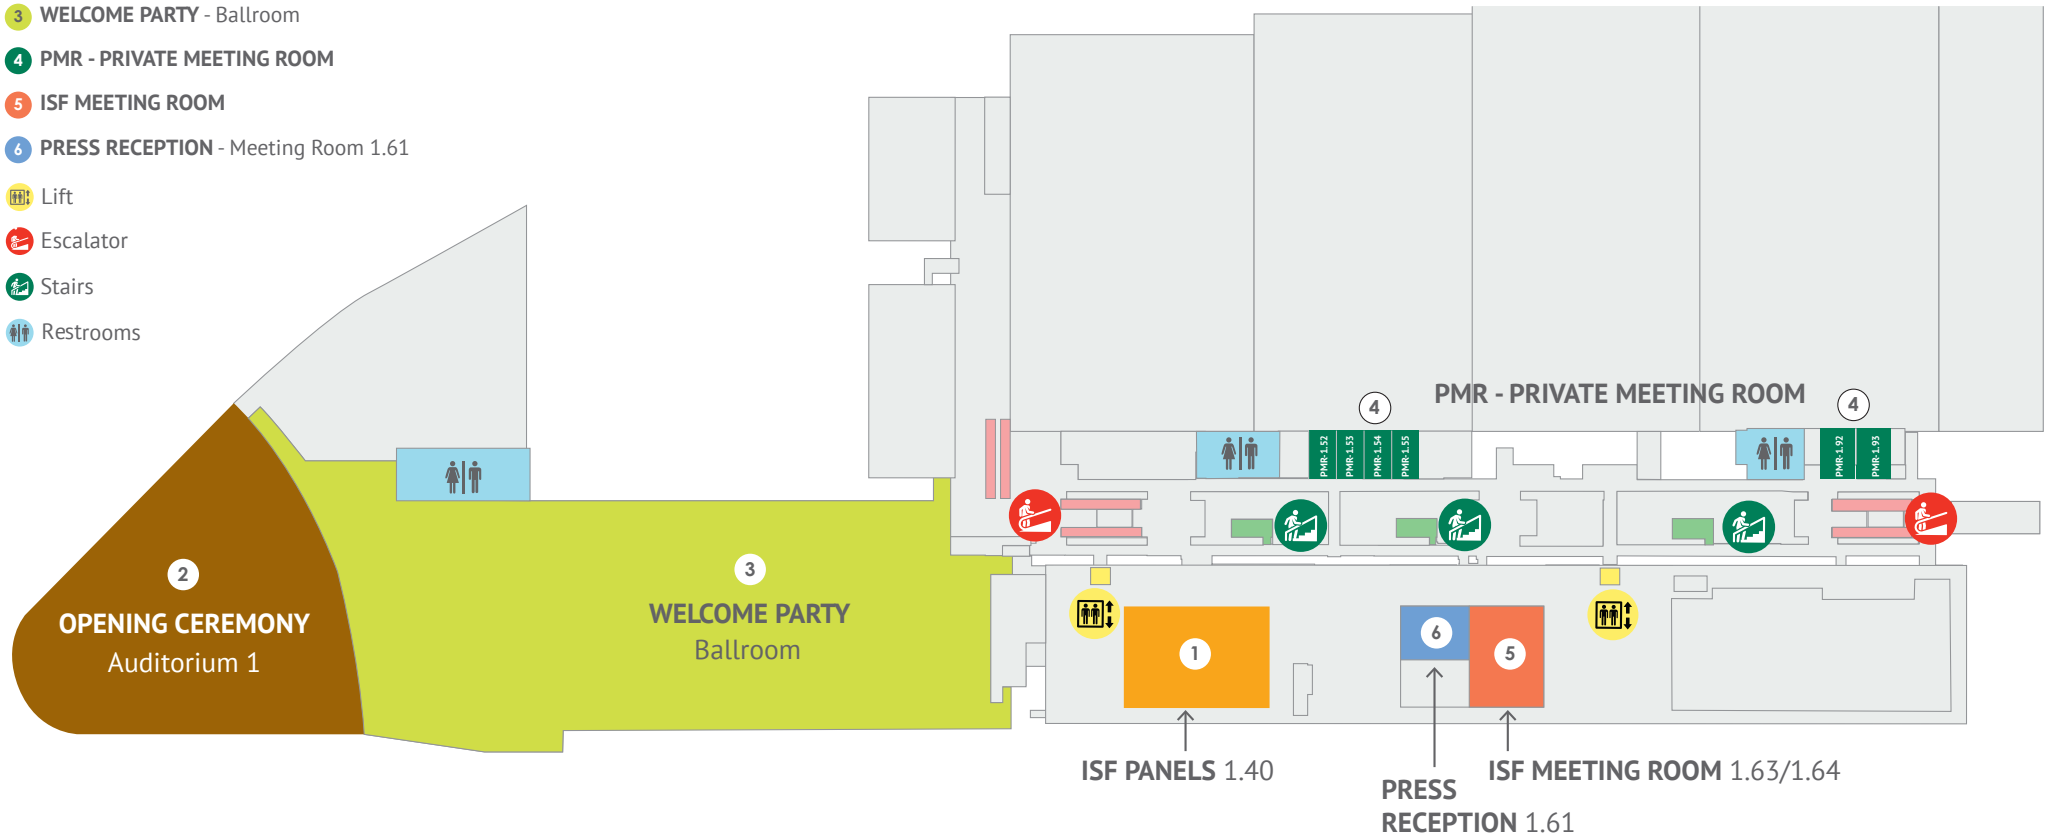 3 WELCOME PARTY - Ballroom
4 PMR - PRIVATE MEETING ROOM
5 ISF MEETING ROOM
6 PRESS RECEPTION - Meeting Room 1.61
Lift
Escalator
Stairs
Restrooms
PMR - PRIVATE MEETING ROOM
4
4
PMR-1.52
PMR-1.53
PMR-1.54
PMR-1.55
PMR-1.92
PMR-1.93
2
OPENING CEREMONY
Auditorium 1
3
WELCOME PARTY
Ballroom
1
6
5
ISF PANELS 1.40
PRESS
RECEPTION 1.61
ISF MEETING ROOM 1.63/1.64